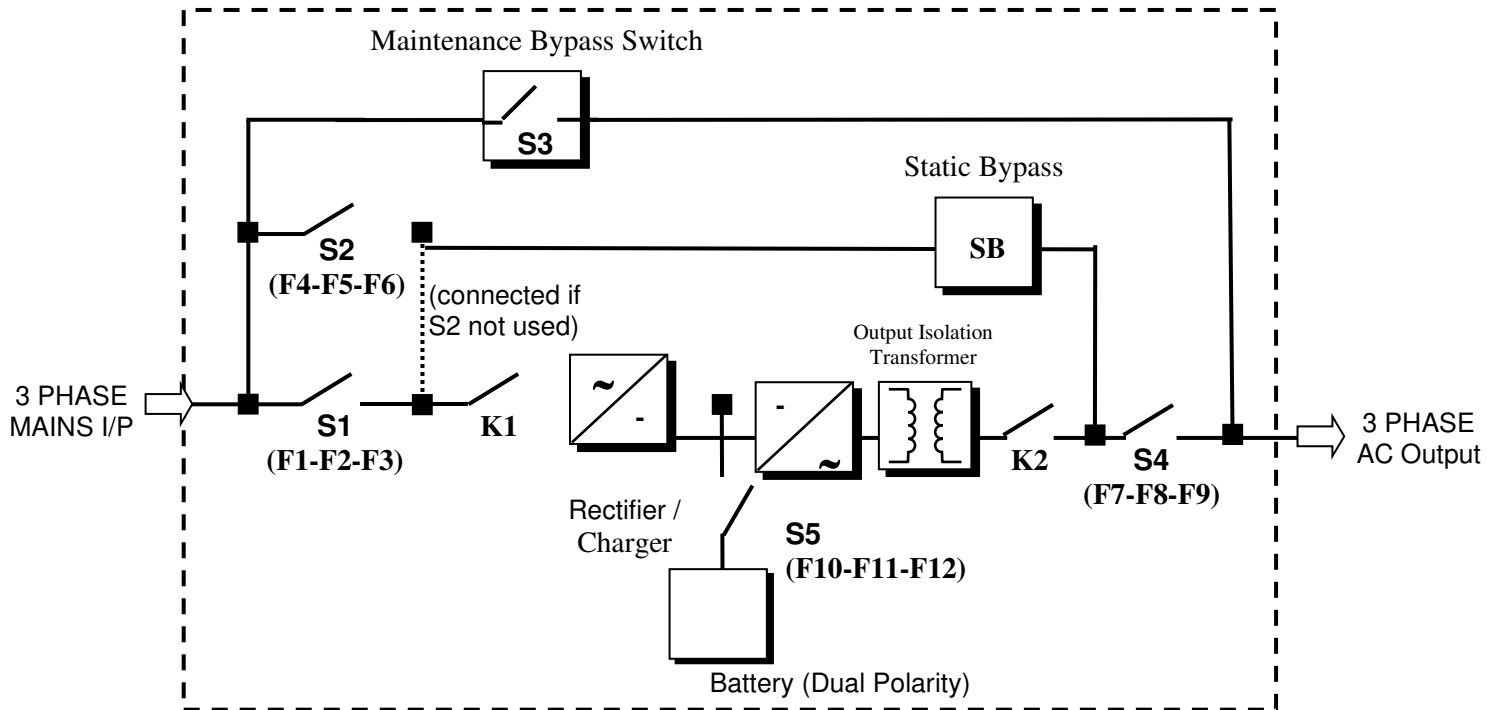 Maintenance Bypass Switch
S3
Static Bypass
SB
S2
(F4-F5-F6)
(connected if
S2 not used)
Output Isolation
Transformer
3 PHASE
MAINS I/P
S1
(F1-F2-F3)
K1
~
-
-
~
K2
S4
(F7-F8-F9)
3 PHASE
AC Output
Rectifier /
Charger
S5
(F10-F11-F12)
Battery (Dual Polarity)